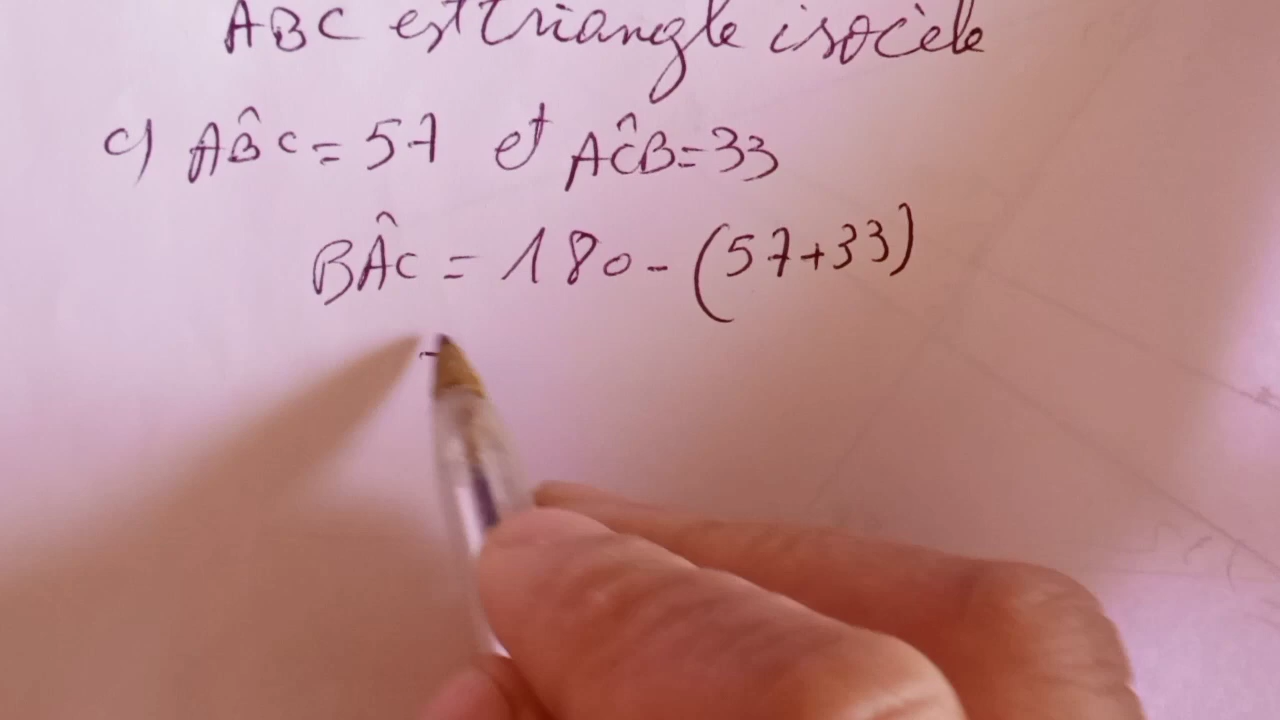 ABC est triangle isocèle
c) AB̂C = 57 et AĈB = 33
BÂC = 180 - (57+33)